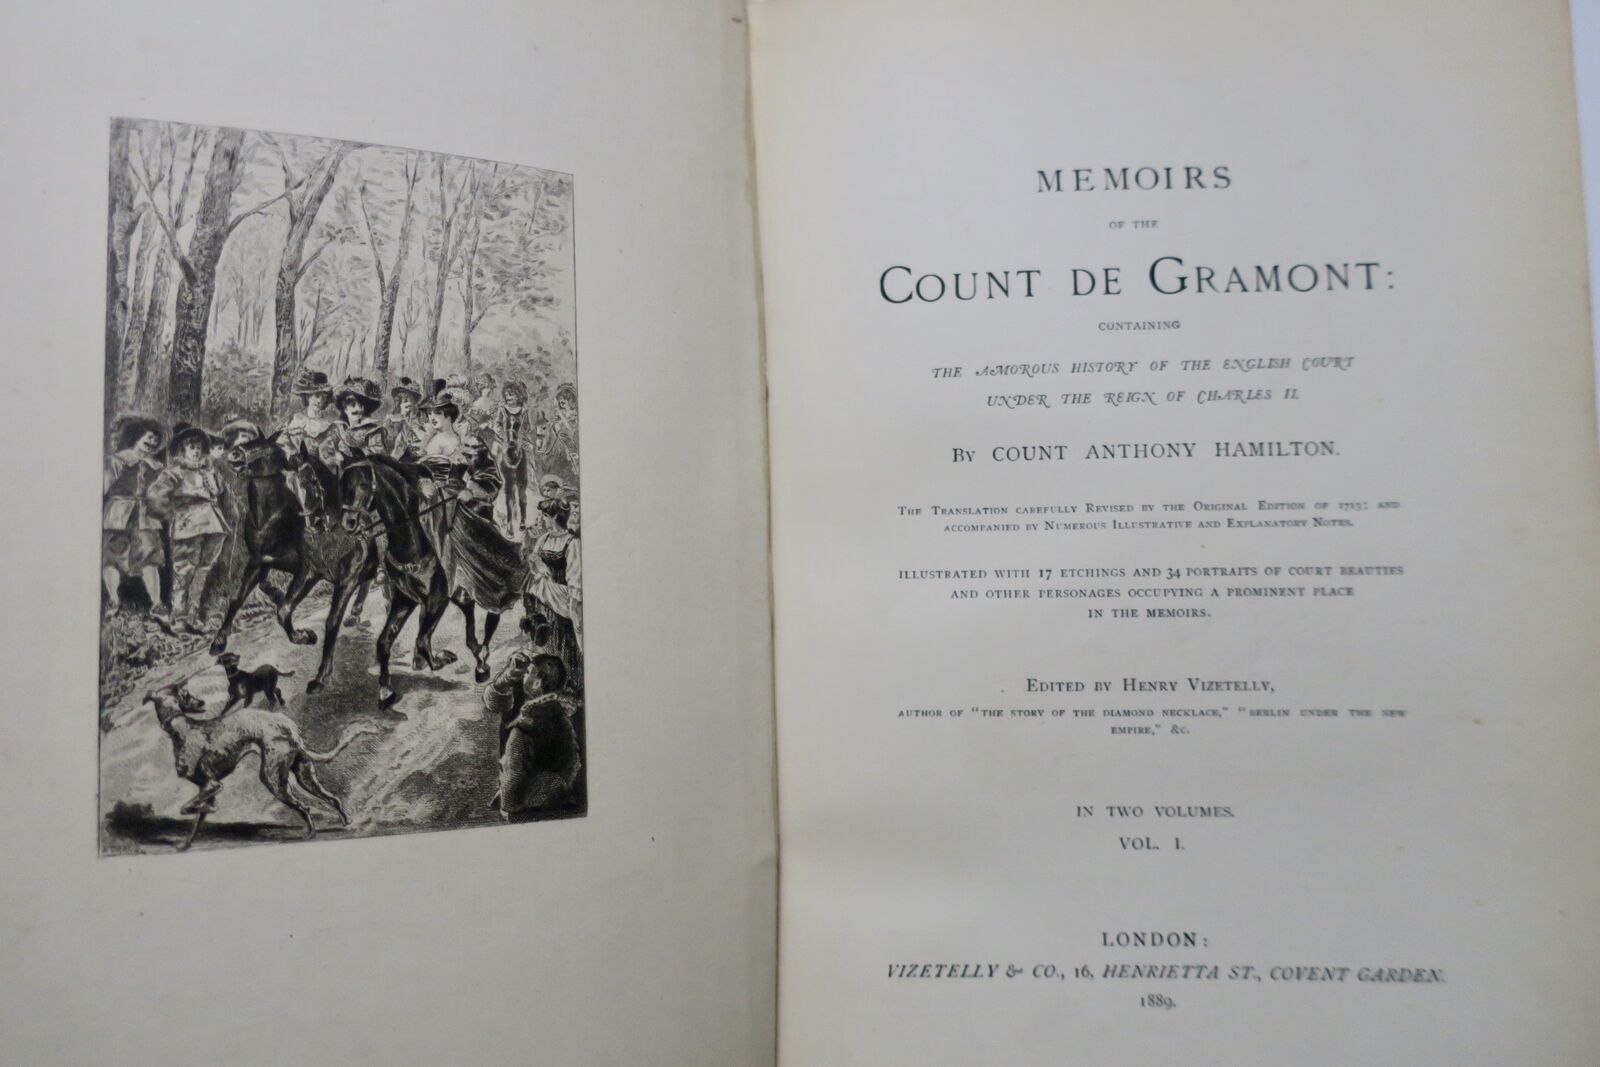 MEMOIRS
OF THE
COUNT DE GRAMONT:
CONTAINING
THE AMOROUS HISTORY OF THE ENGLISH COURT
UNDER THE REIGN OF CHARLES II.
BY COUNT ANTHONY HAMILTON.
THE TRANSLATION CAREFULLY REVISED BY THE ORIGINAL EDITION OF 1713: AND
ACCOMPANIED BY NUMEROUS ILLUSTRATIVE AND EXPLANATORY NOTES.
ILLUSTRATED WITH 17 ETCHINGS AND 34 PORTRAITS OF COURT BEAUTIES
AND OTHER PERSONAGES OCCUPYING A PROMINENT PLACE
IN THE MEMOIRS.
EDITED BY HENRY VIZETELLY,
AUTHOR OF "THE STORY OF THE DIAMOND NECKLACE," "BERLIN UNDER THE NEW
EMPIRE," &C.
IN TWO VOLUMES.
VOL. I.
LONDON:
VIZETELLY & CO., 16, HENRIETTA ST., COVENT GARDEN.
1889.